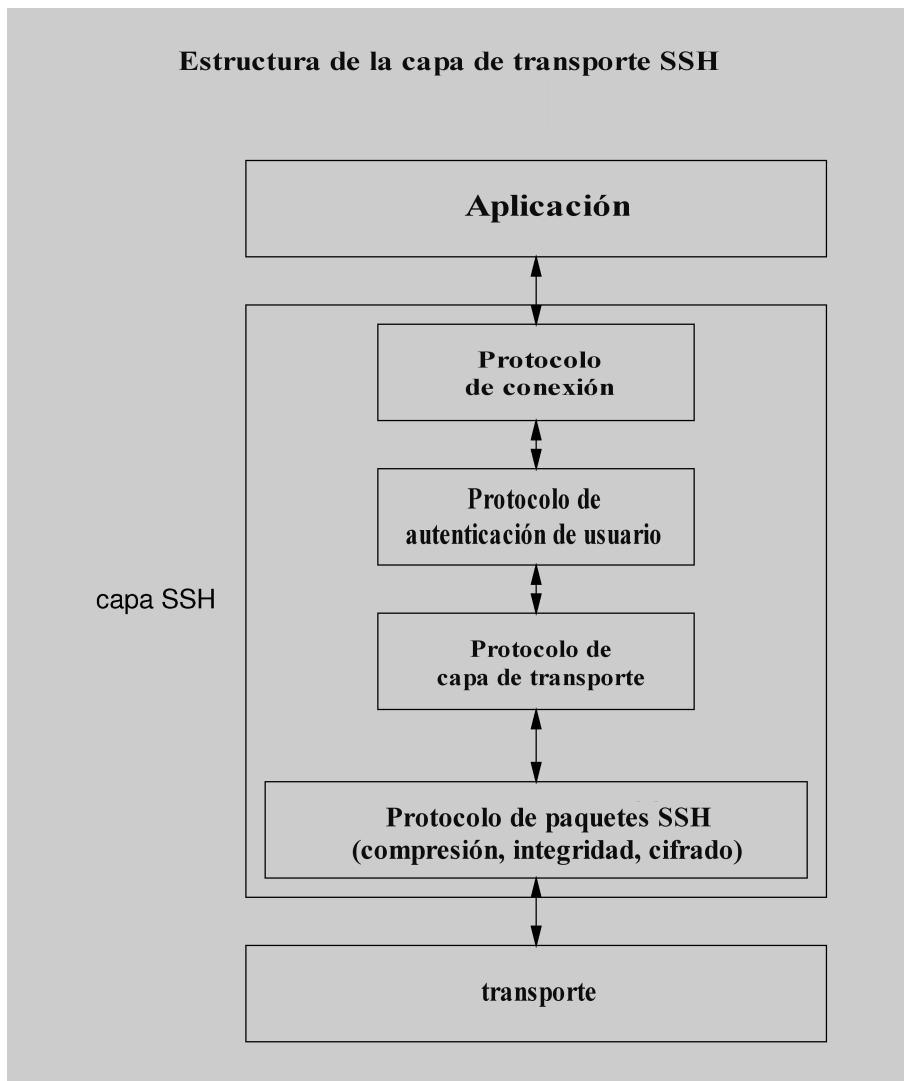 Estructura de la capa de transporte SSH
Aplicación
Protocolo
de conexión
Protocolo de
autenticación de usuario
capa SSH
Protocolo de
capa de transporte
Protocolo de paquetes SSH
(compresión, integridad, cifrado)
transporte